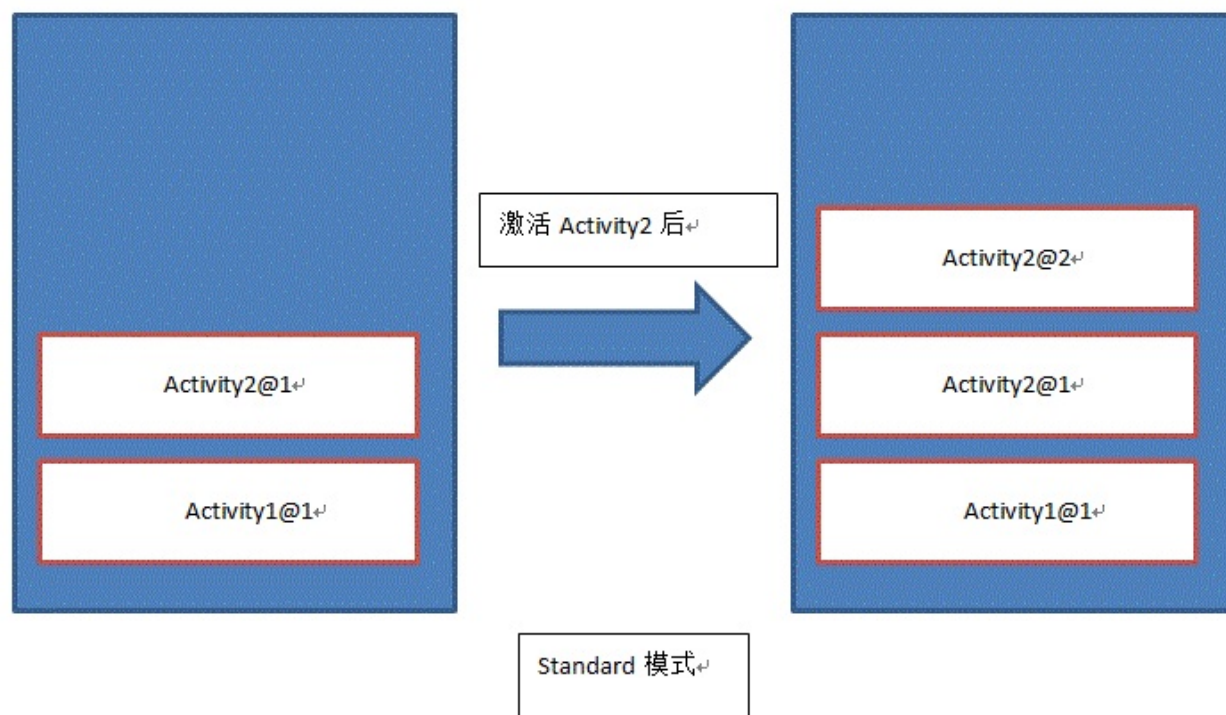 激活 Activity2 后↵
Activity2@2↵
Activity2@1↵
Activity2@1↵
Activity1@1↵
Activity1@1↵
Standard 模式↵